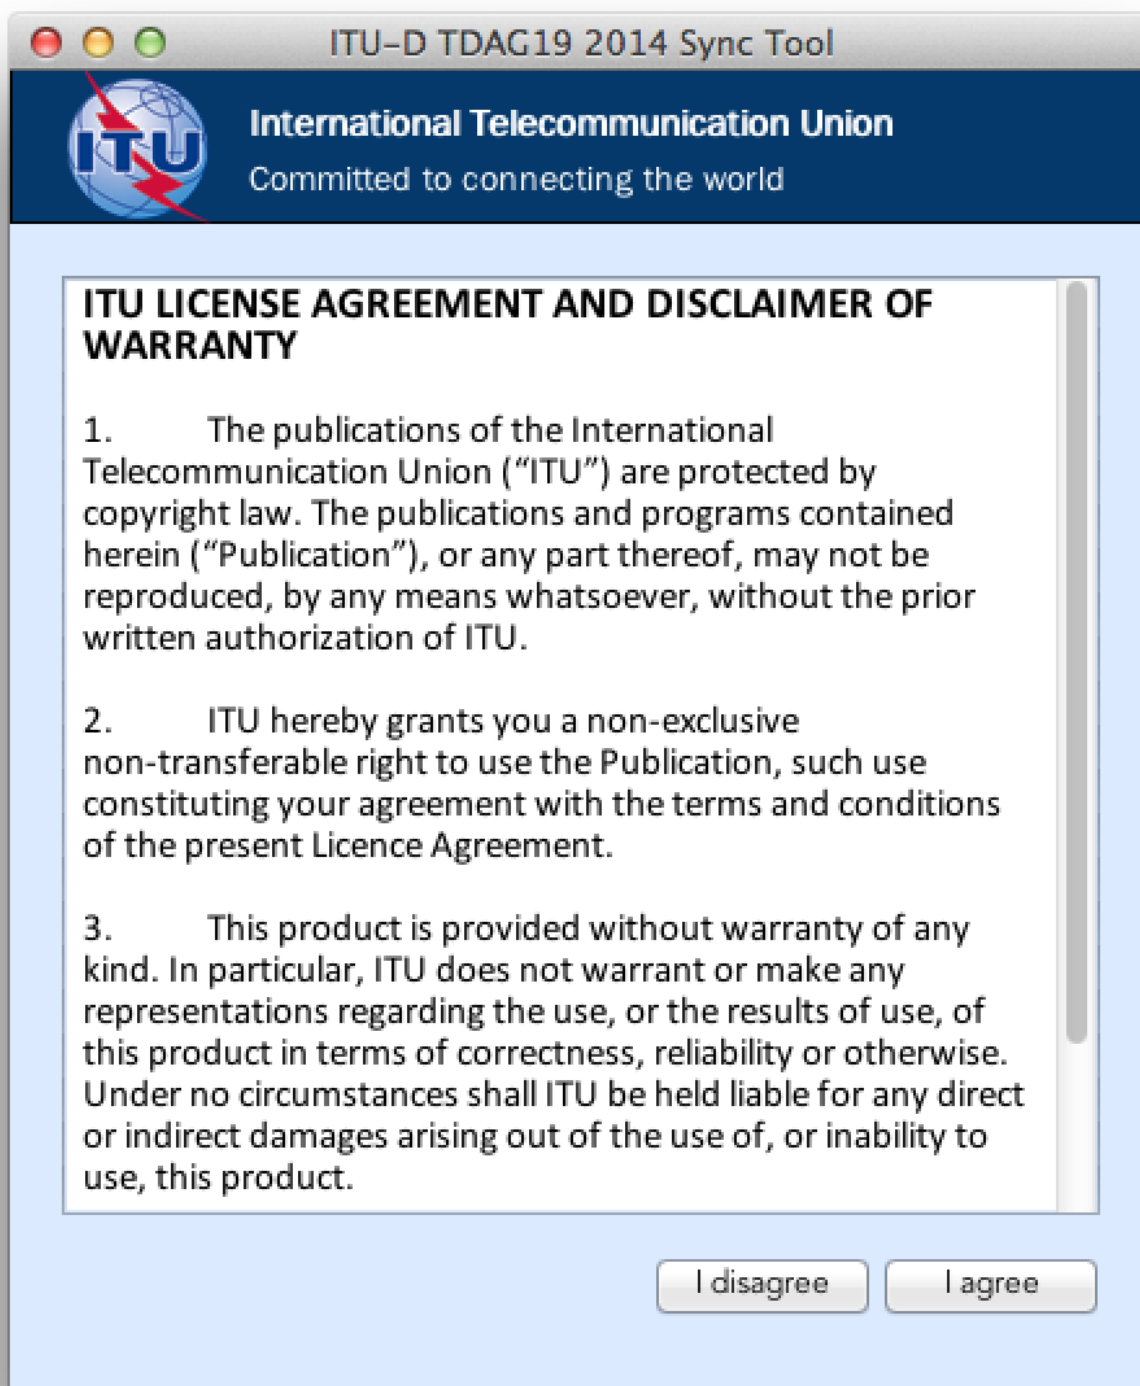 ITU-D TDAG19 2014 Sync Tool
ITU
International Telecommunication Union
Committed to connecting the world
ITU LICENSE AGREEMENT AND DISCLAIMER OF
WARRANTY
1. The publications of the International
Telecommunication Union (“ITU”) are protected by
copyright law. The publications and programs contained
herein (“Publication”), or any part thereof, may not be
reproduced, by any means whatsoever, without the prior
written authorization of ITU.
2. ITU hereby grants you a non-exclusive
non-transferable right to use the Publication, such use
constituting your agreement with the terms and conditions
of the present Licence Agreement.
3. This product is provided without warranty of any
kind. In particular, ITU does not warrant or make any
representations regarding the use, or the results of use, of
this product in terms of correctness, reliability or otherwise.
Under no circumstances shall ITU be held liable for any direct
or indirect damages arising out of the use of, or inability to
use, this product.
I disagree
I agree